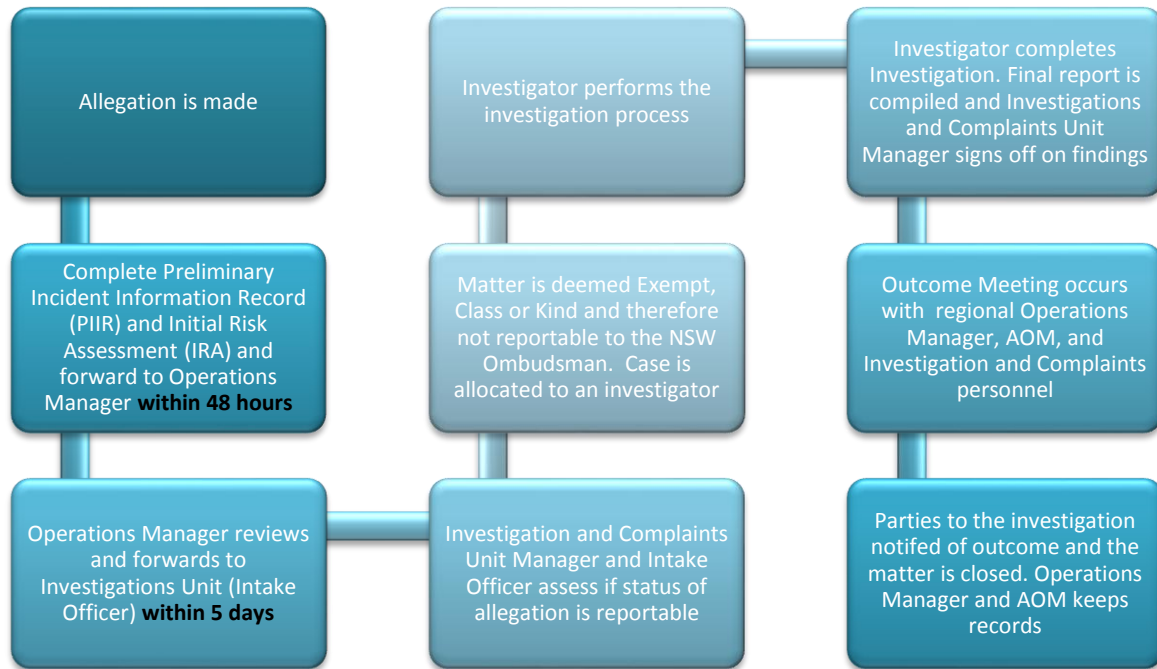 Allegation is made
Complete Preliminary
Incident Information Record
(PIIR) and Initial Risk
Assessment (IRA) and
forward to Operations
Manager within 48 hours
Operations Manager reviews
and forwards to
Investigations Unit (Intake
Officer) within 5 days
Investigation and Complaints
Unit Manager and Intake
Officer assess if status of
allegation is reportable
Matter is deemed Exempt,
Class or Kind and therefore
not reportable to the NSW
Ombudsman. Case is
allocated to an investigator
Investigator performs the
investigation process
Investigator completes
Investigation. Final report is
compiled and Investigations
and Complaints Unit
Manager signs off on findings
Outcome Meeting occurs
with regional Operations
Manager, AOM, and
Investigation and Complaints
personnel
Parties to the investigation
notifed of outcome and the
matter is closed. Operations
Manager and AOM keeps
records